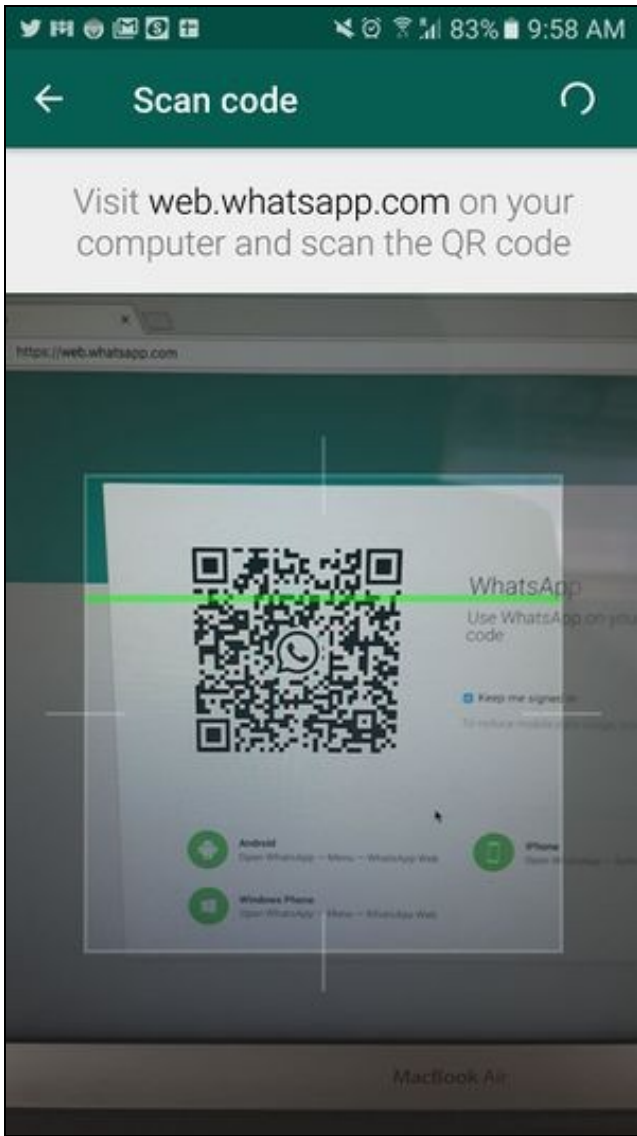 83% 9:58 AM
Scan code
Visit web.whatsapp.com on your
computer and scan the QR code
https://web.whatsapp.com
WhatsApp
Use WhatsApp on your
code
Keep me signed in
Android
Open WhatsApp – Menu – WhatsApp Web
iPhone
Open WhatsApp –
Windows Phone
Open WhatsApp – Menu – WhatsApp Web
MacBook Air